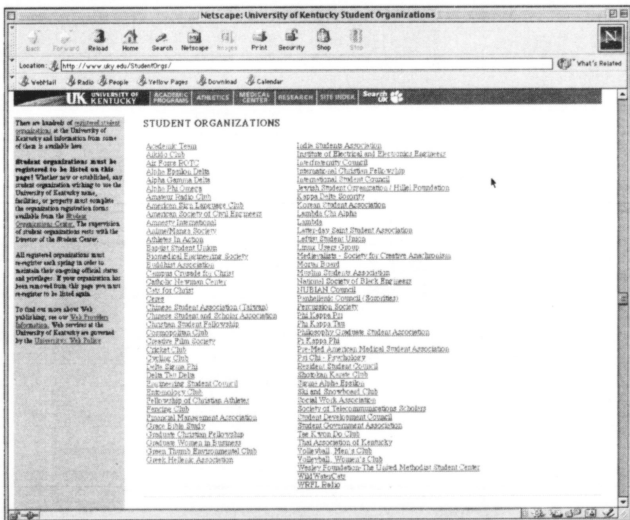 Netscape: University of Kentucky Student Organizations
Back Forward Reload Home Search Netscape Images Print Security Shop Stop
Location: http://www.uky.edu/StudentOrgs/
What's Related
WebMail Radio People Yellow Pages Download Calendar
UK UNIVERSITY OF KENTUCKY ACADEMIC PROGRAMS ATHLETICS MEDICAL CENTER RESEARCH SITE INDEX Search UK
There are hundreds of registered student
organizations at the University of
Kentucky and information from some
of them is available here.
Student organizations must be
registered to be listed on this
page! Whether new or established, any
student organization wishing to use the
University of Kentucky name,
facilities, or property must complete
the organization registration forms
available from the Student
Organizations Center. The supervision
of student organizations rests with the
Director of the Student Center.
All registered organizations must
re-register each spring in order to
maintain their on-going official status
and privileges. If your organization has
been removed from this page you must
re-register to be listed again.
To find out more about Web
publishing, see our Web Providers
Information. Web services at the
University of Kentucky are governed
by the University Web Policy
STUDENT ORGANIZATIONS
Academic Team
Aikido Club
Air Force ROTC
Alpha Epsilon Delta
Alpha Gamma Delta
Alpha Phi Omega
Amateur Radio Club
American Sign Language Club
American Society of Civil Engineers
Amnesty International
Anime/Manga Society
Athletes In Action
Baptist Student Union
Biomedical Engineering Society
Buddhist Association
Campus Crusade for Christ
Catholic Newman Center
Cats for Christ
Chinese Student Association (Taiwan)
Chinese Student and Scholar Association
Christian Student Fellowship
Cosmopolitan Club
Creative Film Society
Cricket Club
Cycling Club
Delta Sigma Phi
Delta Tau Delta
Engineering Student Council
Entomology Club
Fellowship of Christian Athletes
Fencing Club
Financial Management Association
Grace Bible Study
Graduate Christian Fellowship
Graduate Women in Business
Green Thumb Environmental Club
Greek Hellenic Association
India Students Association
Institute of Electrical and Electronics Engineers
Interfraternity Council
International Christian Fellowship
International Student Council
Jewish Student Organization / Hillel Foundation
Kappa Delta Sorority
Korean Student Association
Lambda Chi Alpha
Lambda
Latter-day Saint Student Association
Leftist Student Union
Linux Users Group
Medievalists - Society for Creative Anachronism
Mortar Board
Muslim Students Association
National Society of Black Engineers
NUBIAN Council
Panhellenic Council (Sororities)
Percussion Society
Phi Kappa Psi
Phi Kappa Tau
Philosophy Graduate Student Association
Pi Kappa Phi
Pre-Med American Medical Student Association
Psi Chi - Psychology
Resident Student Council
Shotokan Karate Club
Sigma Alpha Epsilon
Ski and Snowboard Club
Social Work Association
Society of Telecommunications Scholars
Student Development Council
Student Government Association
Tae Kwon Do Club
Thai Association of Kentucky
Volleyball, Men's Club
Volleyball, Women's Club
Wesley Foundation-The United Methodist Student Center
WildWaterCats
WRFL Radio